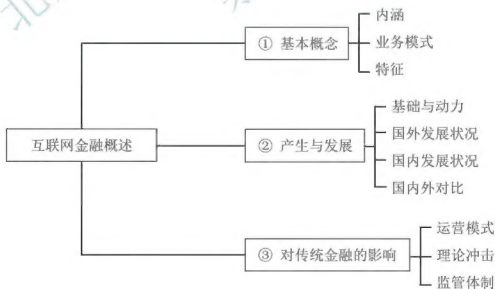 互联网金融概述
① 基本概念
内涵
业务模式
特征
② 产生与发展
基础与动力
国外发展状况
国内发展状况
国内外对比
③ 对传统金融的影响
运营模式
理论冲击
监管体制